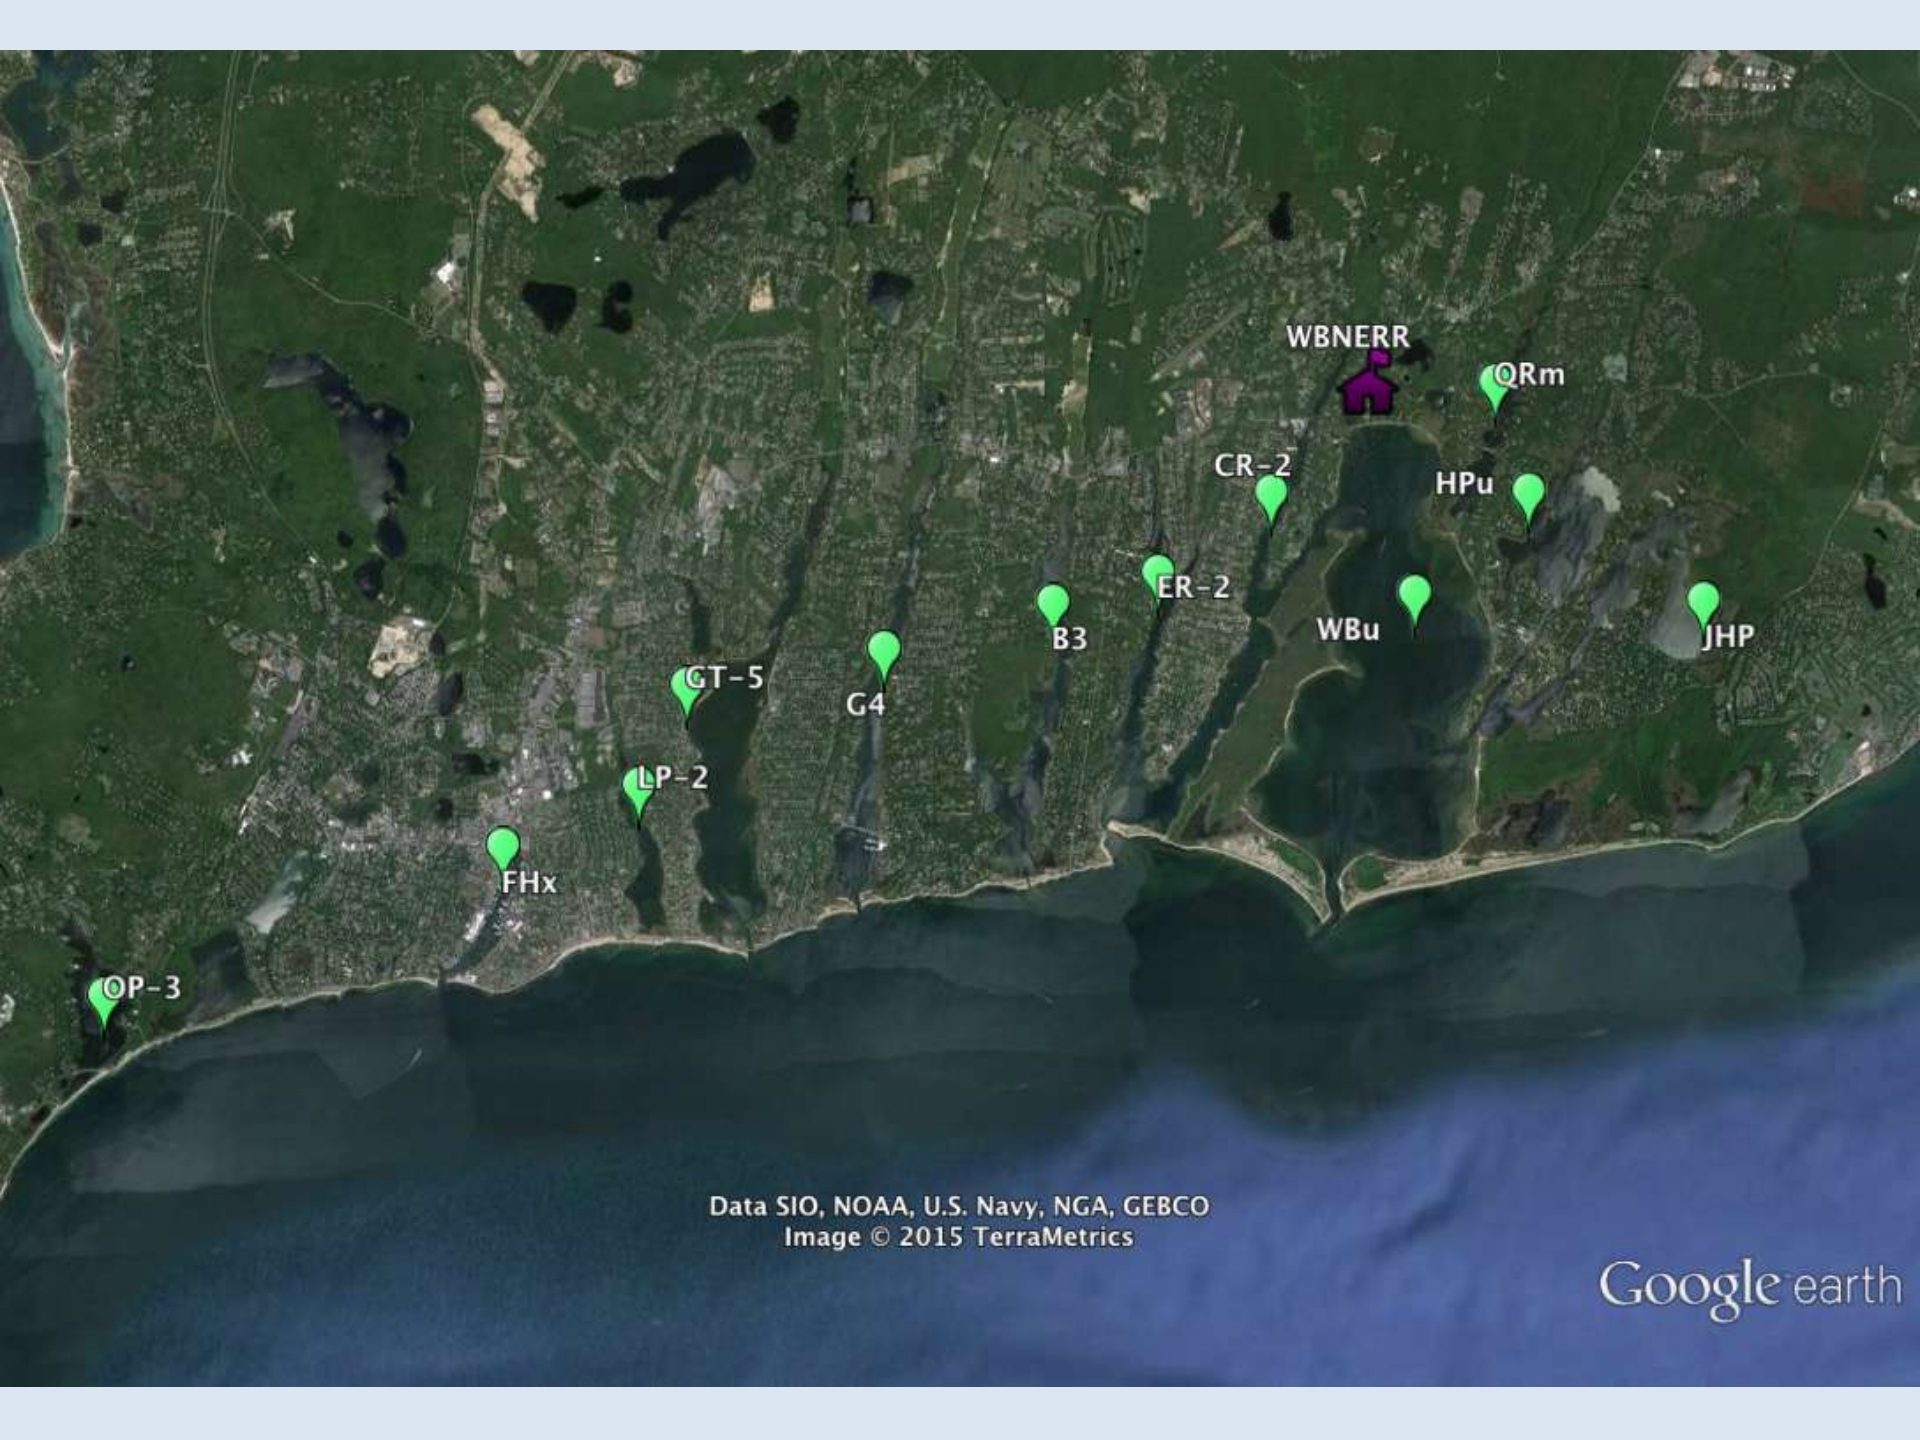 WBNERR
QRm
CR-2
HPu
ER-2
WBu
B3
JHP
GT-5
G4
LP-2
FHx
OP-3
Data SIO, NOAA, U.S. Navy, NGA, GEBCO
Image © 2015 TerraMetrics
Google earth